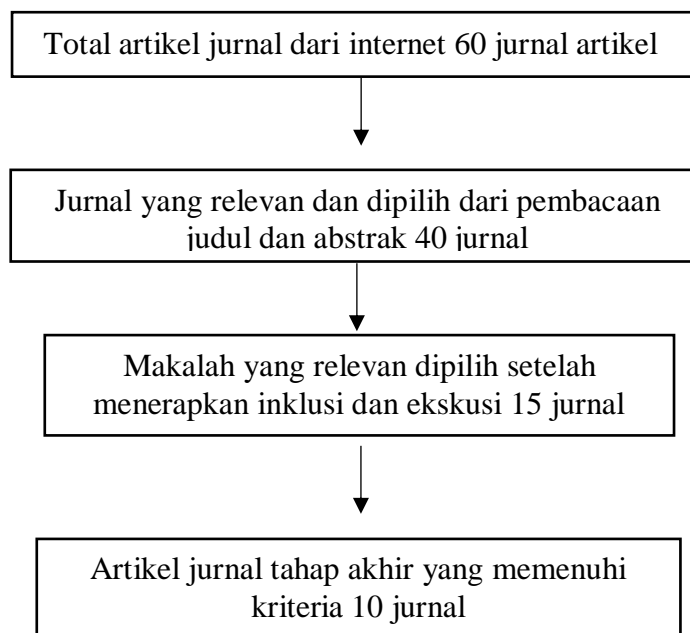 Total artikel jurnal dari internet 60 jurnal artikel
Jurnal yang relevan dan dipilih dari pembacaan
judul dan abstrak 40 jurnal
Makalah yang relevan dipilih setelah
menerapkan inklusi dan ekskusi 15 jurnal
Artikel jurnal tahap akhir yang memenuhi
kriteria 10 jurnal